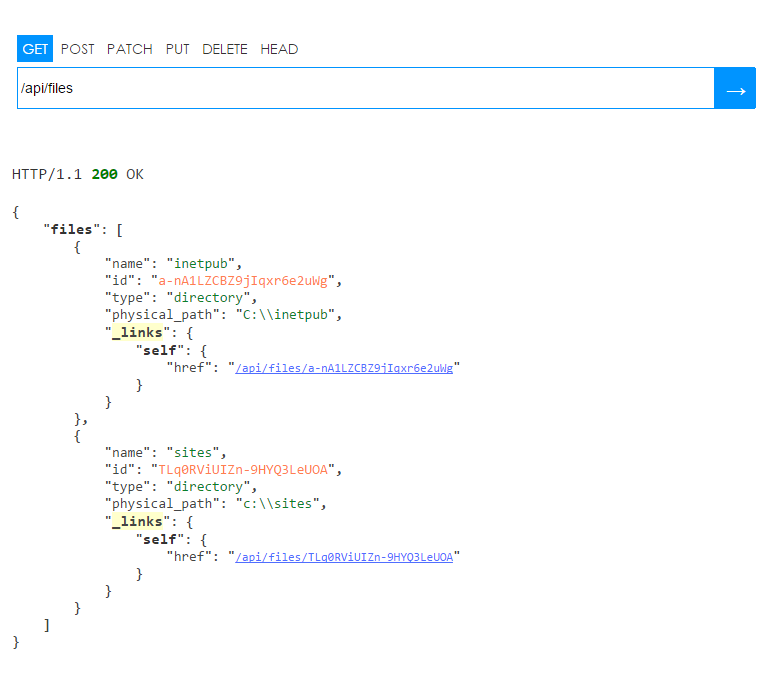 GET POST PATCH PUT DELETE HEAD
/api/files →
HTTP/1.1 200 OK
{
    "files": [
        {
            "name": "inetpub",
            "id": "a-nA1LZCBZ9jIqxr6e2uWg",
            "type": "directory",
            "physical_path": "C:\\inetpub",
            "_links": {
                "self": {
                    "href": "/api/files/a-nA1LZCBZ9jIqxr6e2uWg"
                }
            }
        },
        {
            "name": "sites",
            "id": "TLq0RViUIZn-9HYQ3LeUOA",
            "type": "directory",
            "physical_path": "c:\\sites",
            "_links": {
                "self": {
                    "href": "/api/files/TLq0RViUIZn-9HYQ3LeUOA"
                }
            }
        }
    ]
}